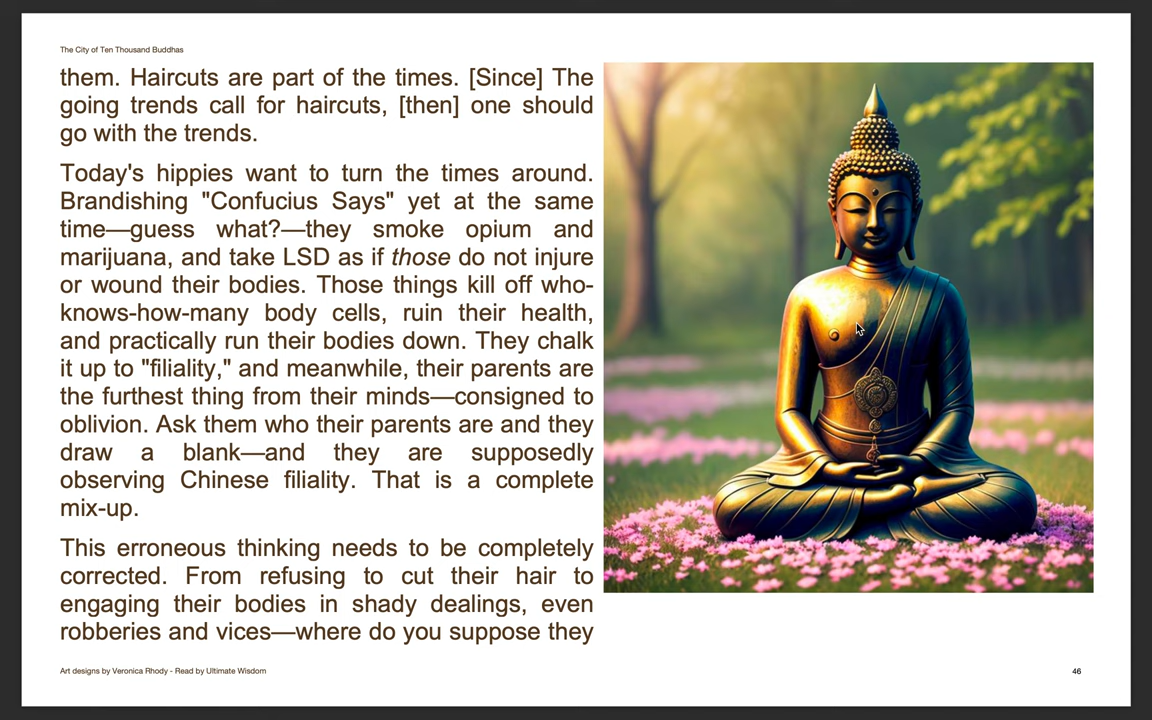 The City of Ten Thousand Buddhas
them. Haircuts are part of the times. [Since] The
going trends call for haircuts, [then] one should
go with the trends.
Today's hippies want to turn the times around.
Brandishing "Confucius Says" yet at the same
time—guess what?—they smoke opium and
marijuana, and take LSD as if those do not injure
or wound their bodies. Those things kill off who-
knows-how-many body cells, ruin their health,
and practically run their bodies down. They chalk
it up to "filiality," and meanwhile, their parents are
the furthest thing from their minds—consigned to
oblivion. Ask them who their parents are and they
draw a blank—and they are supposedly
observing Chinese filiality. That is a complete
mix-up.
This erroneous thinking needs to be completely
corrected. From refusing to cut their hair to
engaging their bodies in shady dealings, even
robberies and vices—where do you suppose they
Art designs by Veronica Rhody - Read by Ultimate Wisdom
46